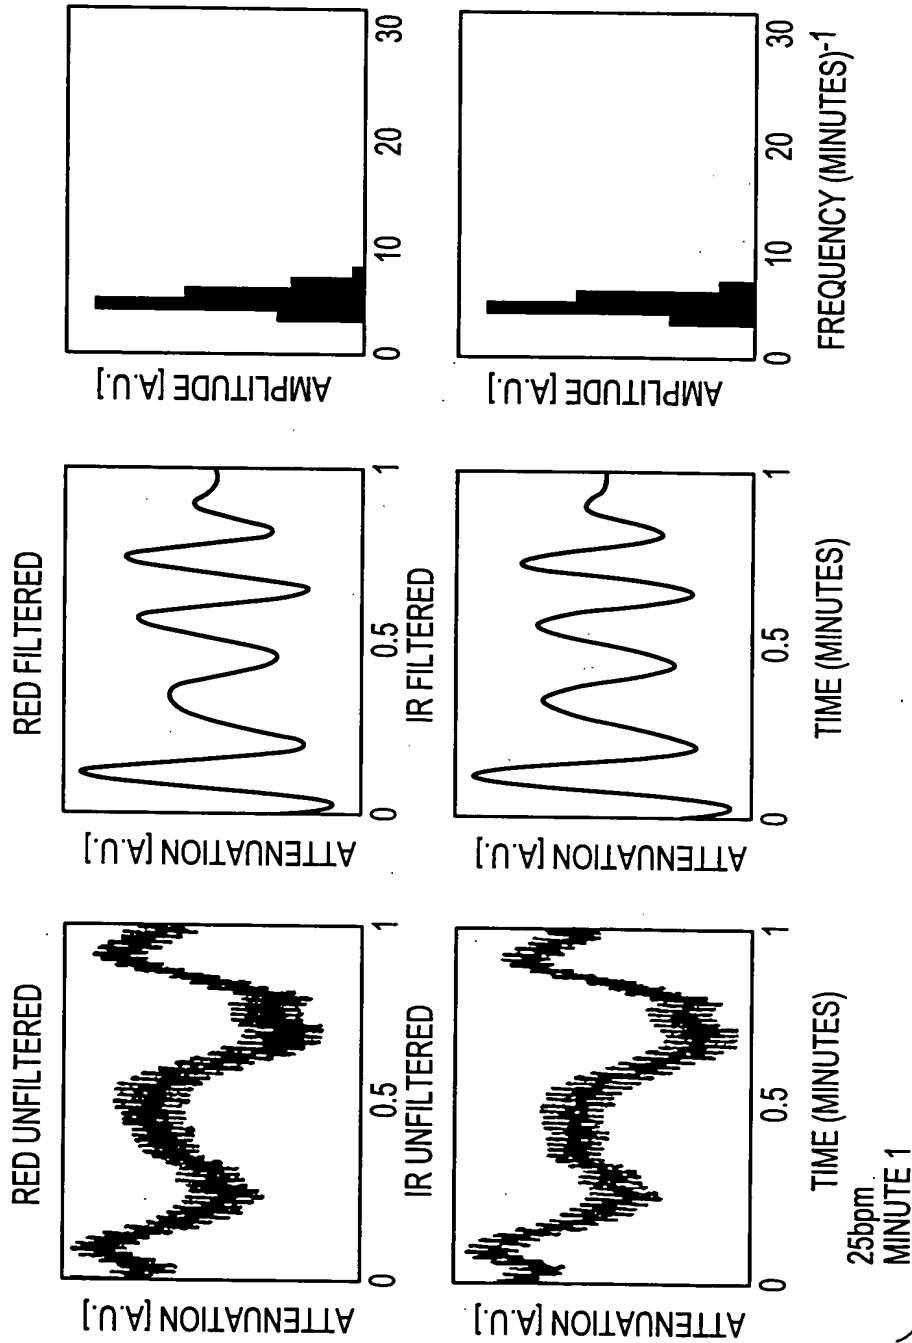 RED UNFILTERED
ATTENUATION [A.U.]
0
0.5
1
IR UNFILTERED
ATTENUATION [A.U.]
0
0.5
1
TIME (MINUTES)
RED FILTERED
ATTENUATION [A.U.]
0
0.5
1
IR FILTERED
ATTENUATION [A.U.]
0
0.5
1
TIME (MINUTES)
AMPLITUDE [A.U.]
0
10
20
30
AMPLITUDE [A.U.]
0
10
20
30
FREQUENCY (MINUTES)-1
25bpm
MINUTE 1